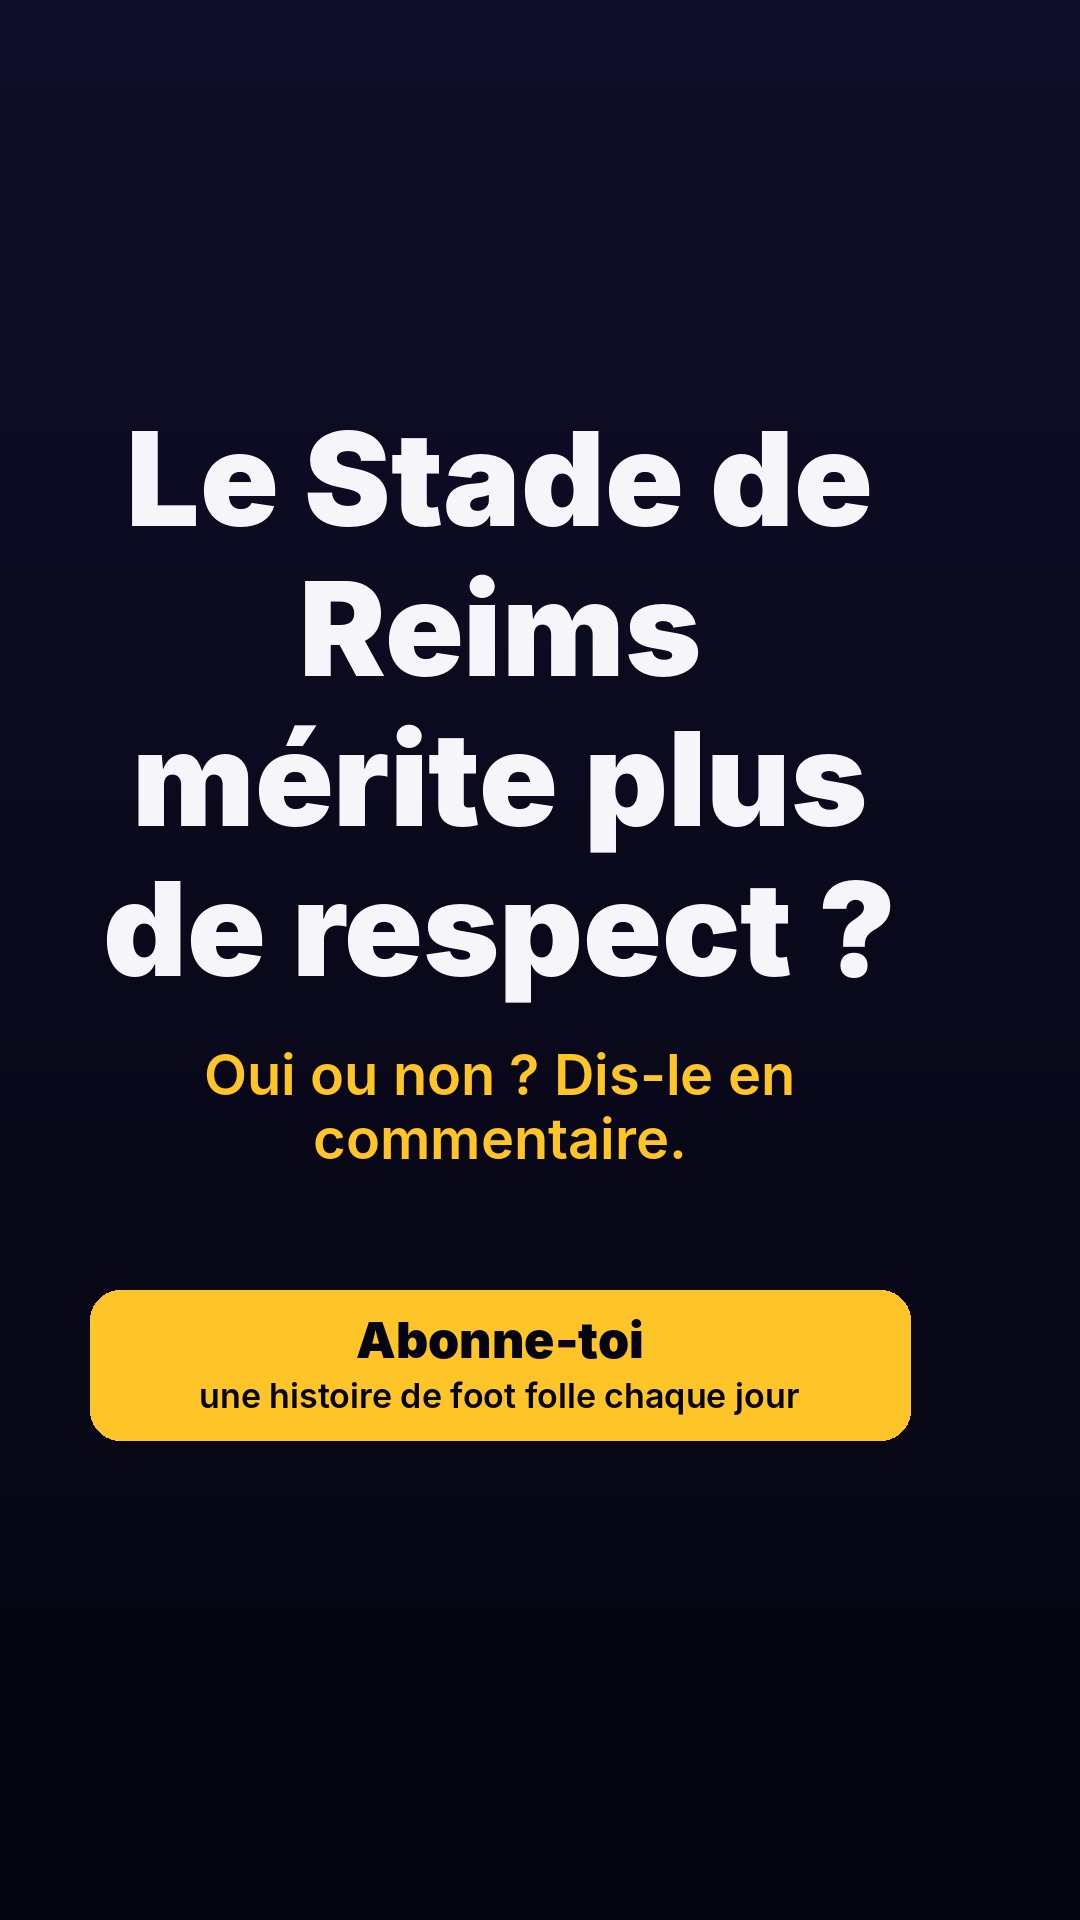 Le Stade de
Reims
mérite plus
de respect ?
Oui ou non ? Dis-le en
commentaire.
Abonne-toi
une histoire de foot folle chaque jour